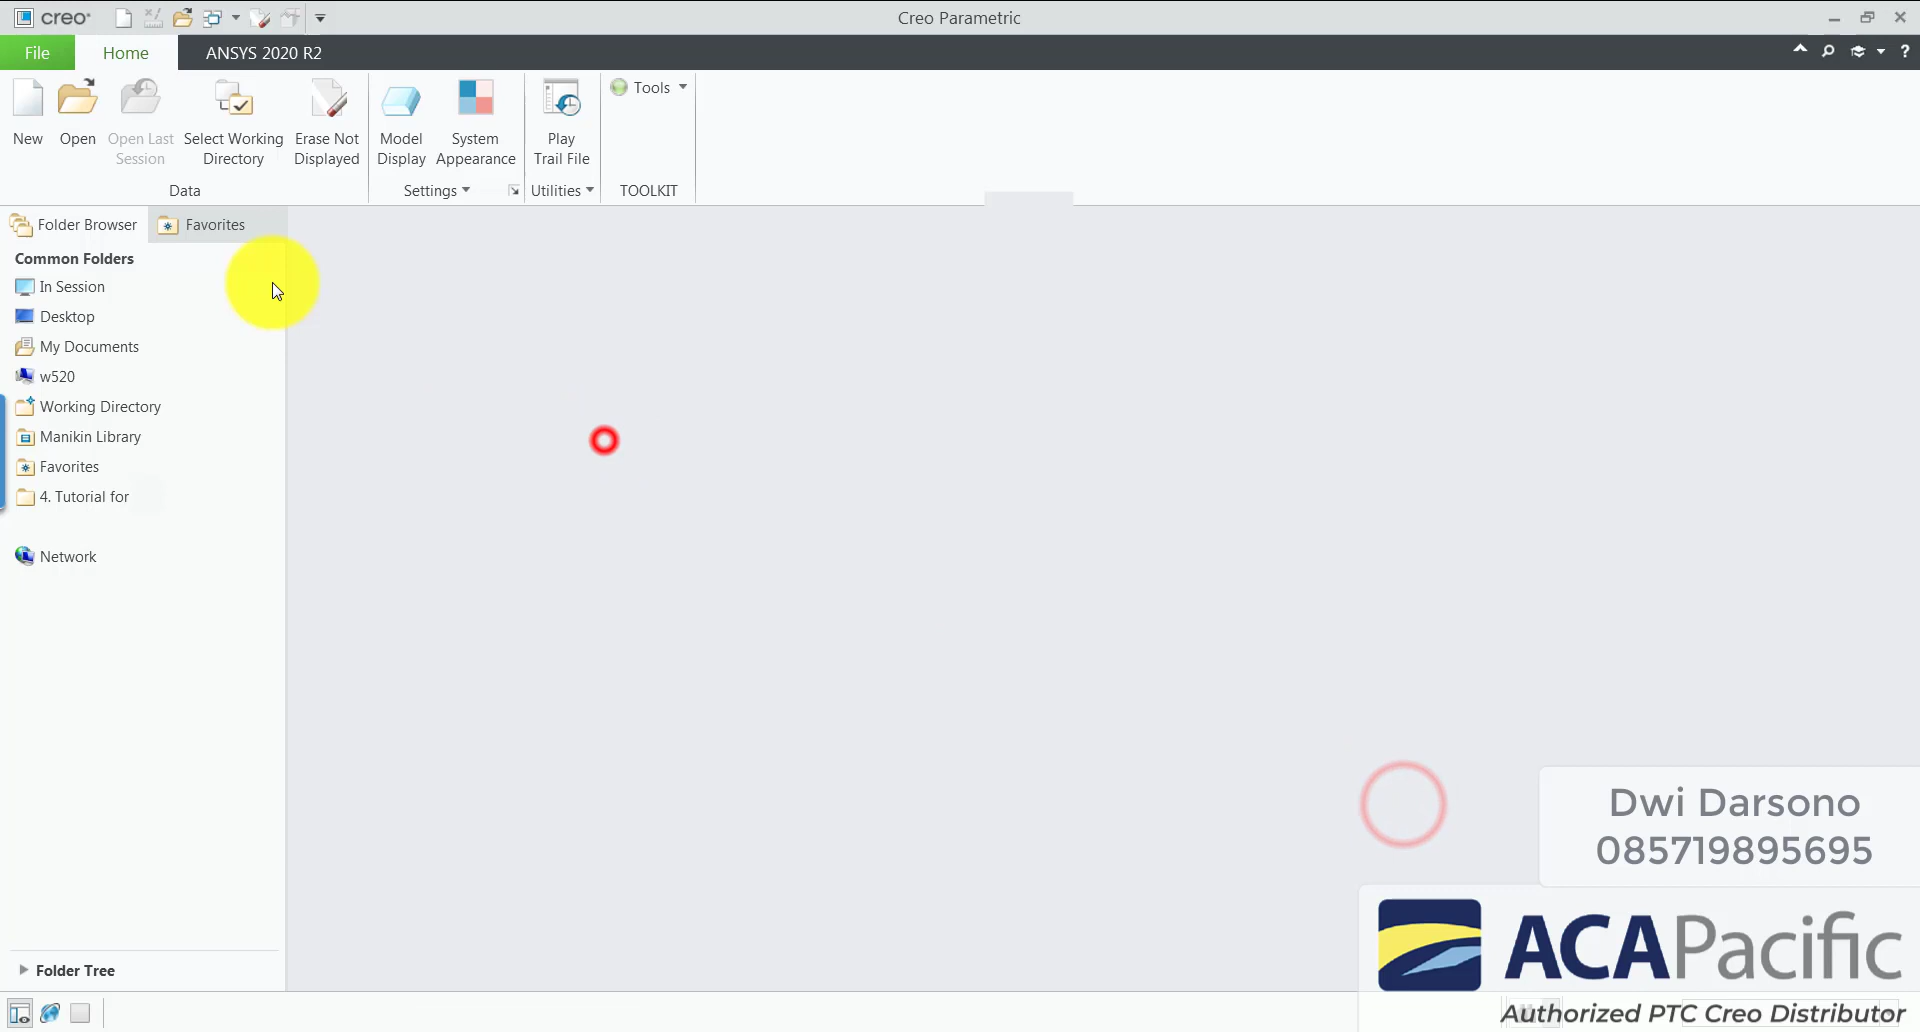 creo
Creo Parametric
File
Home
ANSYS 2020 R2
New
Open
Open Last
Session
Select Working
Directory
Erase Not
Displayed
Model
Display
System
Appearance
Play
Trail File
Tools
Data
Settings
Utilities
TOOLKIT
Folder Browser
Favorites
Common Folders
In Session
Desktop
My Documents
w520
Working Directory
Manikin Library
Favorites
4. Tutorial for
Network
Folder Tree
Dwi Darsono
085719895695
ACAPacific
Authorized PTC Creo Distributor